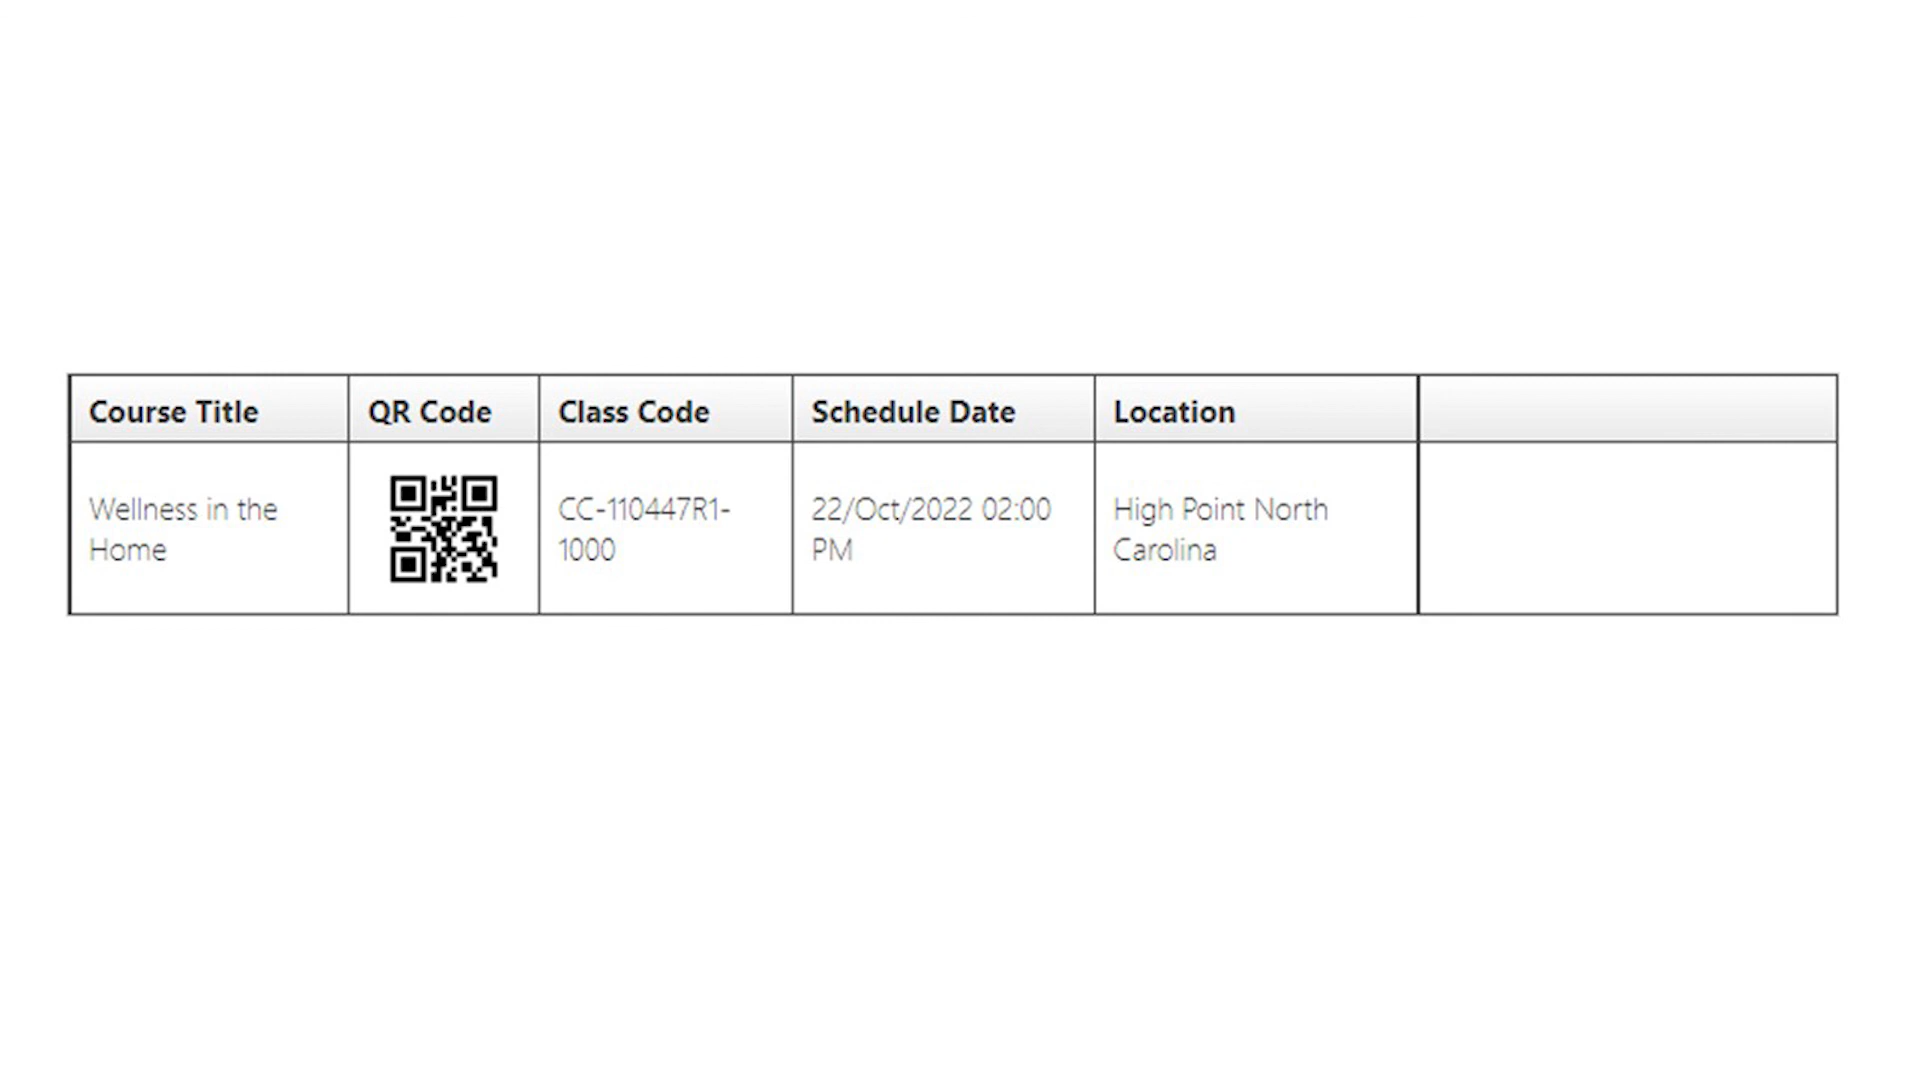 Course Title QR Code Class Code Schedule Date Location
Wellness in the CC-110447R1- 22/Oct/2022 02:00 High Point North
Home 1000 PM Carolina